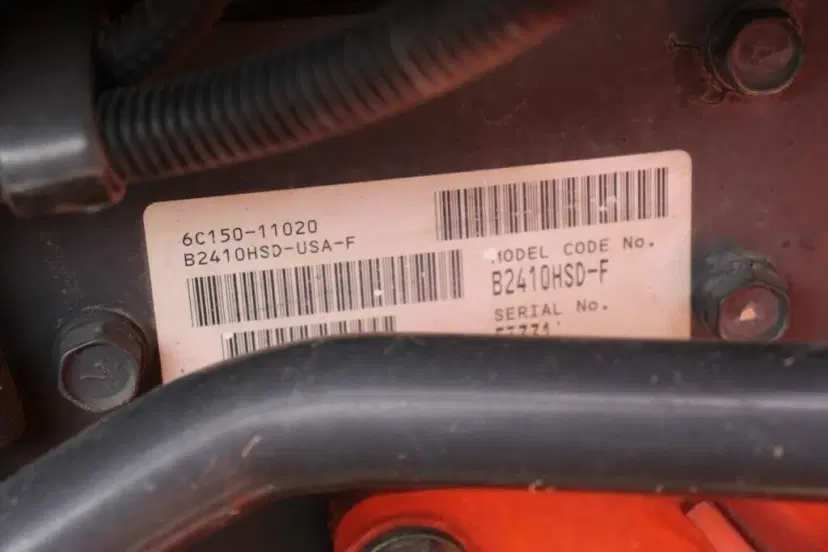 6C150-11020
B2410HSD-USA-F
MODEL CODE No.
B2410HSD-F
SERIAL No.